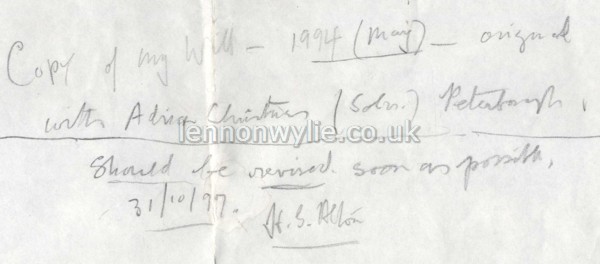 Copy of my Will - 1994 (May) - original
with Adrian (Solrs.) Peterborough.
lennonwylie.co.uk
Should be revised soon as possible,
31/10/97. H. S. Alton